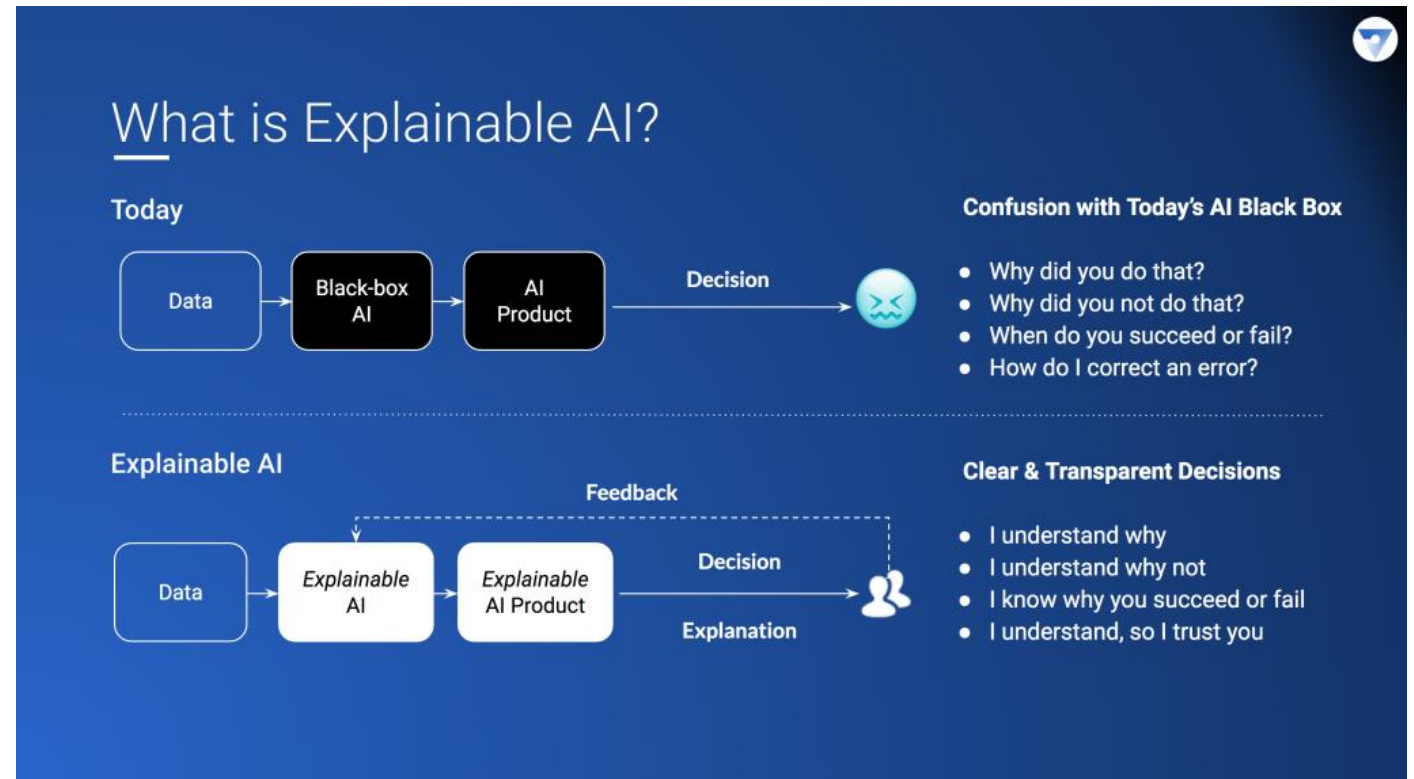 What is Explainable AI?
Today
Data
Black-box
AI
AI
Product
Decision
Confusion with Today’s AI Black Box
● Why did you do that?
● Why did you not do that?
● When do you succeed or fail?
● How do I correct an error?
Explainable AI
Feedback
Data
Explainable
AI
Explainable
AI Product
Decision
Explanation
Clear & Transparent Decisions
● I understand why
● I understand why not
● I know why you succeed or fail
● I understand, so I trust you